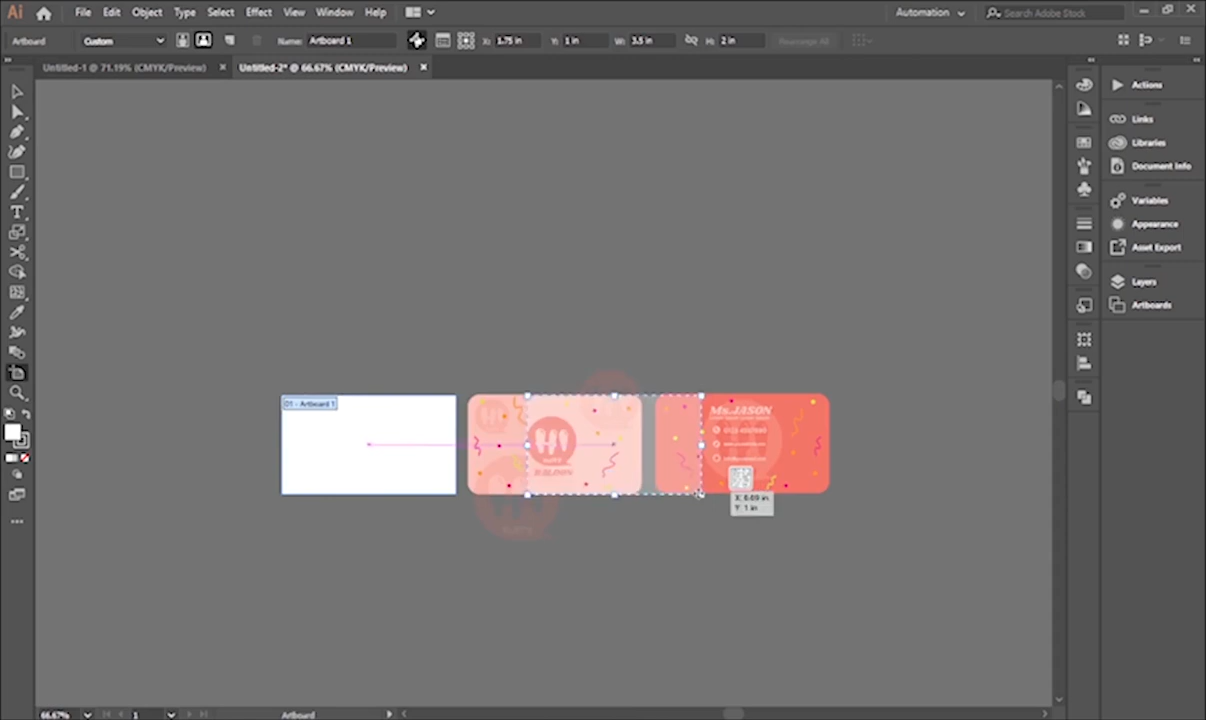 Ai File Edit Object Type Select Effect View Window Help Automation Search Adobe Stock
Artboard Custom Name: Artboard 1 X: 1.75 in Y: 1 in W: 3.5 in H: 2 in Rearrange All
Untitled-1 @ 71.19% (CMYK/Preview) × Untitled-2* @ 66.67% (CMYK/Preview) ×
Actions
Links
Libraries
Document Info
Variables
Appearance
Asset Export
Layers
Artboards
01 - Artboard 1
HI
Ms.JASON
X: 6.69 in
Y: 1 in
66.67% 1 Artboard